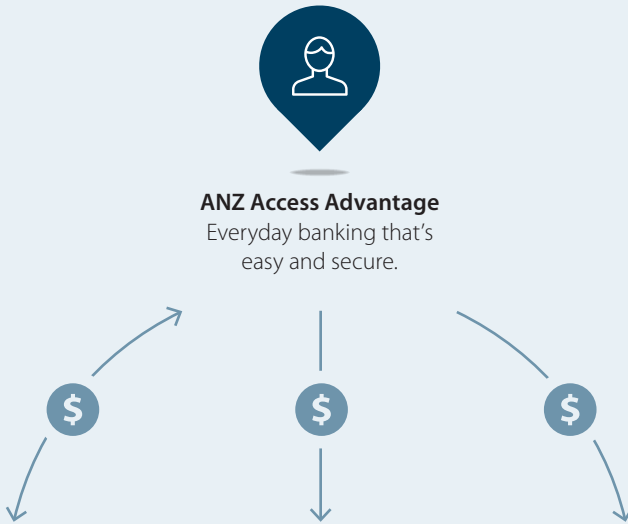 ANZ Access Advantage
Everyday banking that’s
easy and secure.
$ $ $